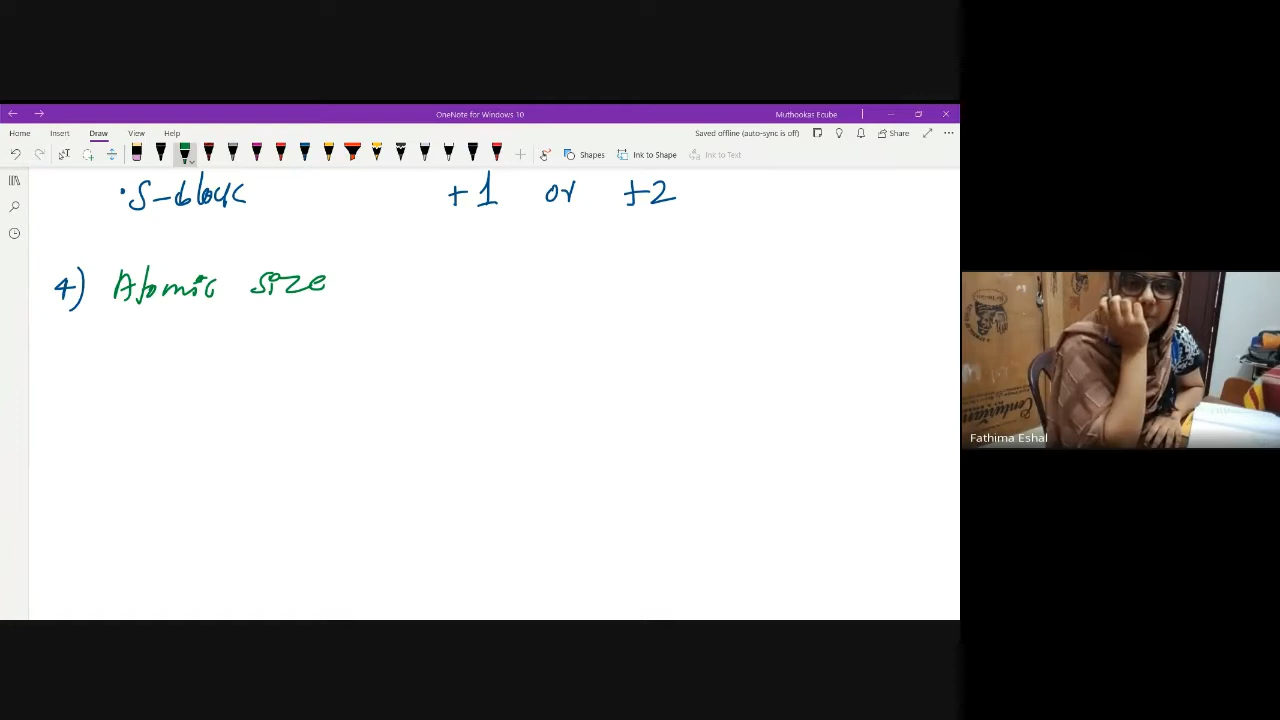 OneNote for Windows 10
Muthookas Ecube
Home Insert Draw View Help
Saved offline (auto-sync is off)
Share
Shapes
Ink to Shape
Ink to Text
• S-block +1 or +2
4) Atomic size
Centurian
Fathima Eshal